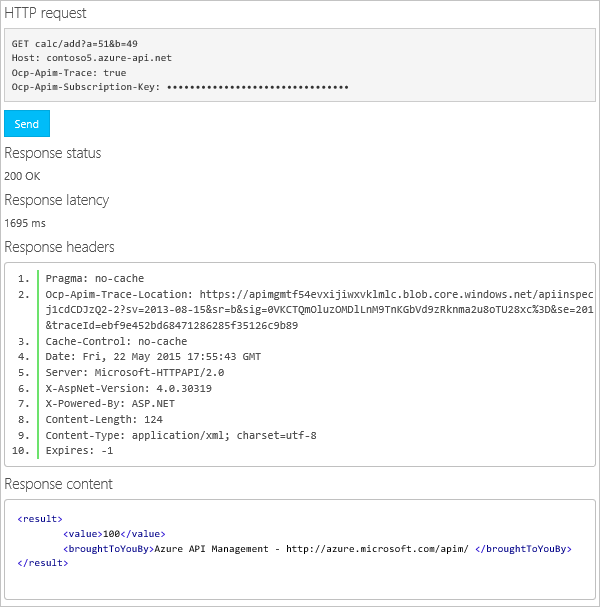 HTTP request
GET calc/add?a=51&b=49
Host: contoso5.azure-api.net
Ocp-Apim-Trace: true
Ocp-Apim-Subscription-Key: ••••••••••••••••••••••••••••••••
Send
Response status
200 OK
Response latency
1695 ms
Response headers
1. Pragma: no-cache
2. Ocp-Apim-Trace-Location: https://apimgmtf54evxijiwxvklmlc.blob.core.windows.net/apiinspec
j1cdCDJzQ2-2?sv=2013-08-15&sr=b&sig=0VKCTQmOluzOMDlLnM9TnKGbVd9zRknma2u8oTU28xc%3D&se=201
&traceId=ebf9e452bd68471286285f35126c9b89
3. Cache-Control: no-cache
4. Date: Fri, 22 May 2015 17:55:43 GMT
5. Server: Microsoft-HTTPAPI/2.0
6. X-AspNet-Version: 4.0.30319
7. X-Powered-By: ASP.NET
8. Content-Length: 124
9. Content-Type: application/xml; charset=utf-8
10. Expires: -1
Response content
<result>
<value>100</value>
<broughtToYouBy>Azure API Management - http://azure.microsoft.com/apim/ </broughtToYouBy>
</result>